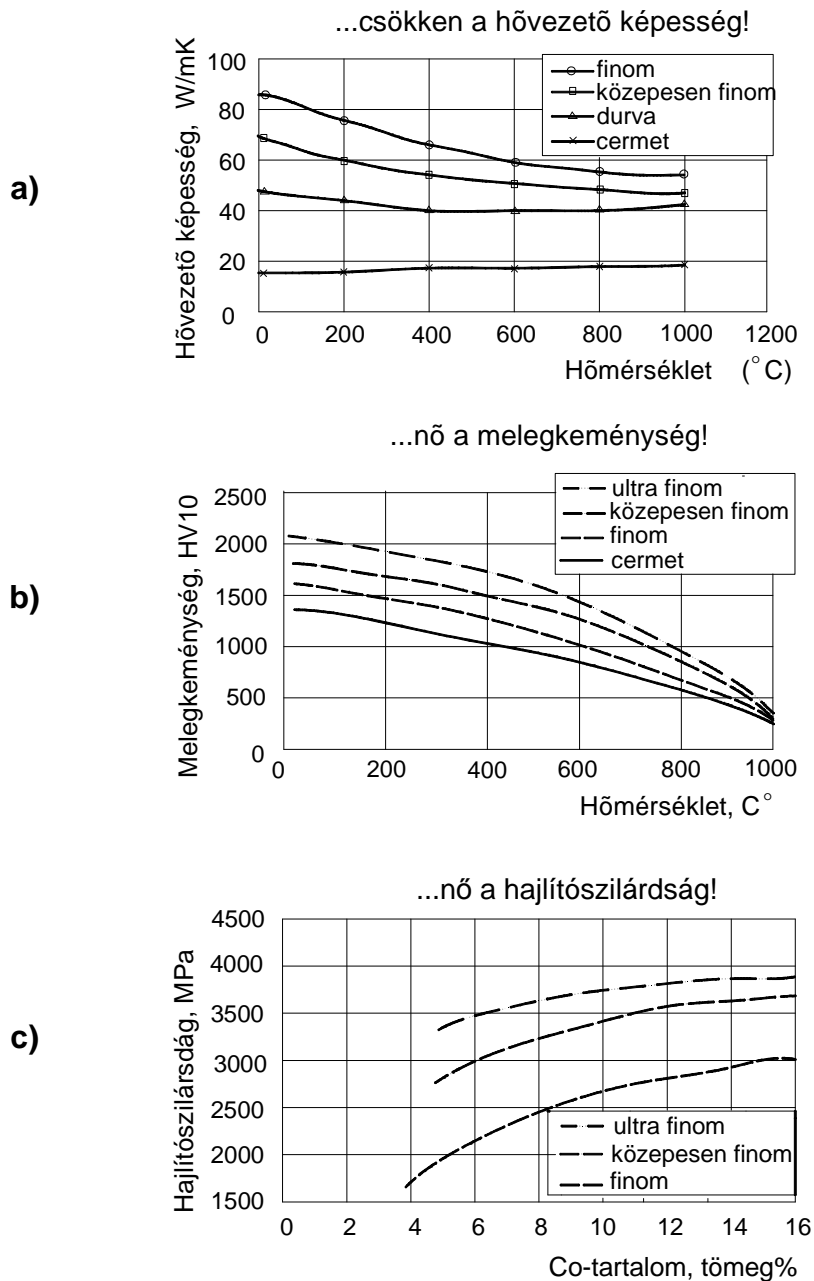 ...csökken a hõvezetõ képesség!
a)
Hõvezetõ képesség, W/mK
100
80
60
40
20
0
finom
közepesen finom
durva
cermet
0 200 400 600 800 1000 1200
Hõmérséklet (°C)
...nõ a melegkeménység!
b)
Melegkeménység, HV10
2500
2000
1500
1000
500
0
ultra finom
közepesen finom
finom
cermet
0 200 400 600 800 1000
Hõmérséklet, C°
...nő a hajlítószilárdság!
c)
Hajlítószilársdág, MPa
4500
4000
3500
3000
2500
2000
1500
ultra finom
közepesen finom
finom
0 2 4 6 8 10 12 14 16
Co-tartalom, tömeg%